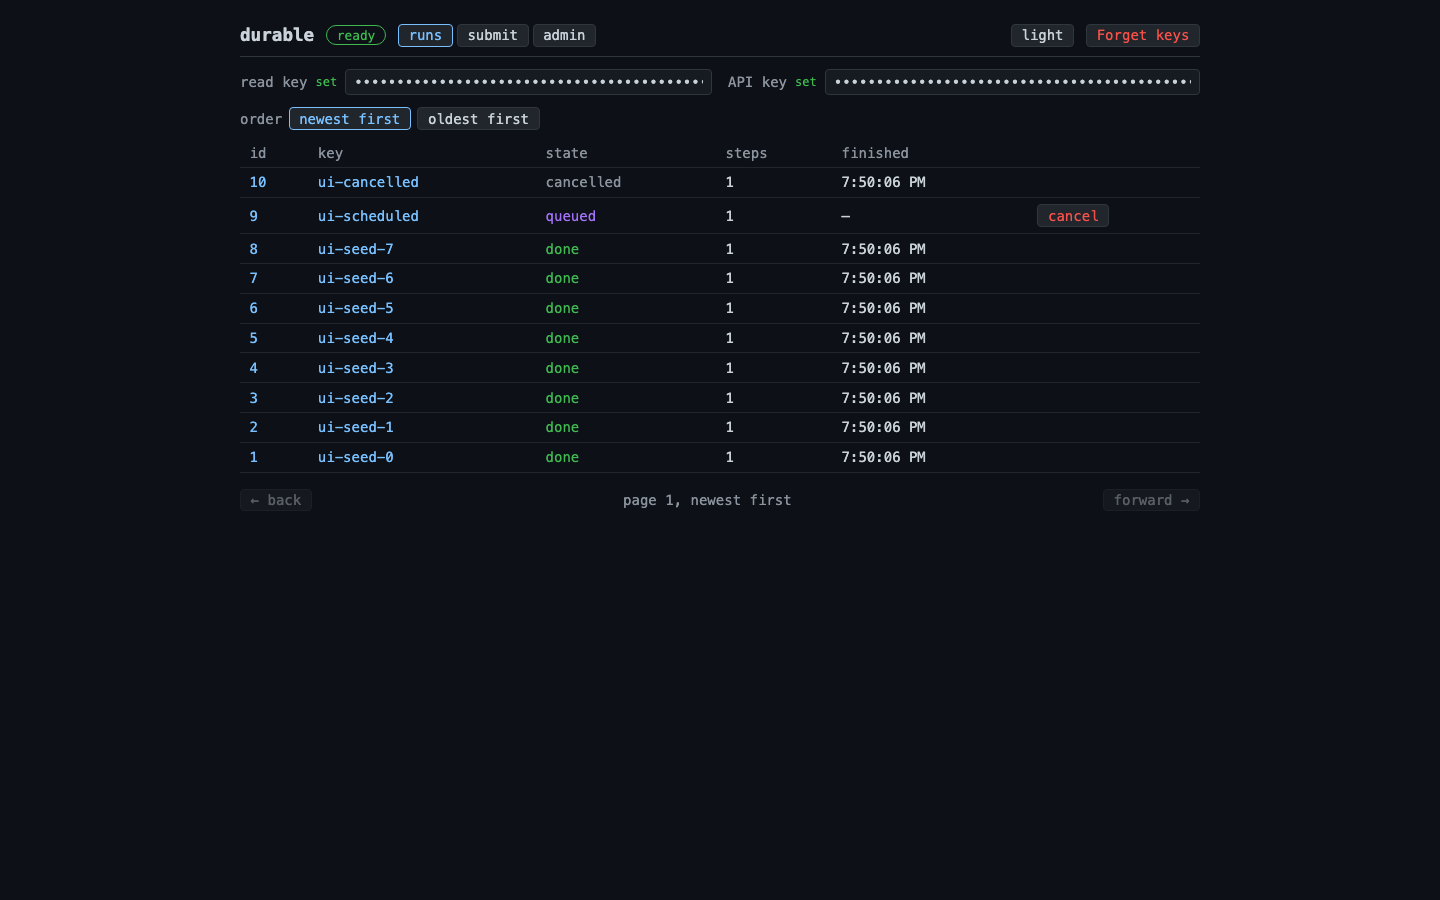 durable ready runs submit admin light Forget keys
read key set •••••••••••••••••••••••••••••••••••••••••• API key set •••••••••••••••••••••••••••••••••••••••••••
order newest first oldest first
id key state steps finished
10 ui-cancelled cancelled 1 7:50:06 PM
9 ui-scheduled queued 1 — cancel
8 ui-seed-7 done 1 7:50:06 PM
7 ui-seed-6 done 1 7:50:06 PM
6 ui-seed-5 done 1 7:50:06 PM
5 ui-seed-4 done 1 7:50:06 PM
4 ui-seed-3 done 1 7:50:06 PM
3 ui-seed-2 done 1 7:50:06 PM
2 ui-seed-1 done 1 7:50:06 PM
1 ui-seed-0 done 1 7:50:06 PM
← back page 1, newest first forward →